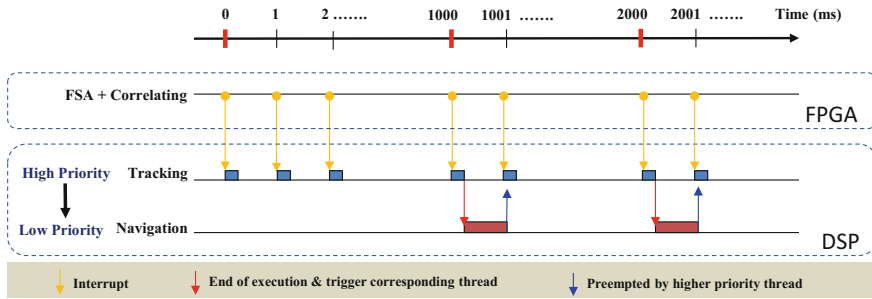 0 1 2 ……. 1000 1001 ……. 2000 2001 ……. Time (ms)
FSA + Correlating
FPGA
High Priority Tracking
Low Priority Navigation
DSP
Interrupt End of execution & trigger corresponding thread Preempted by higher priority thread